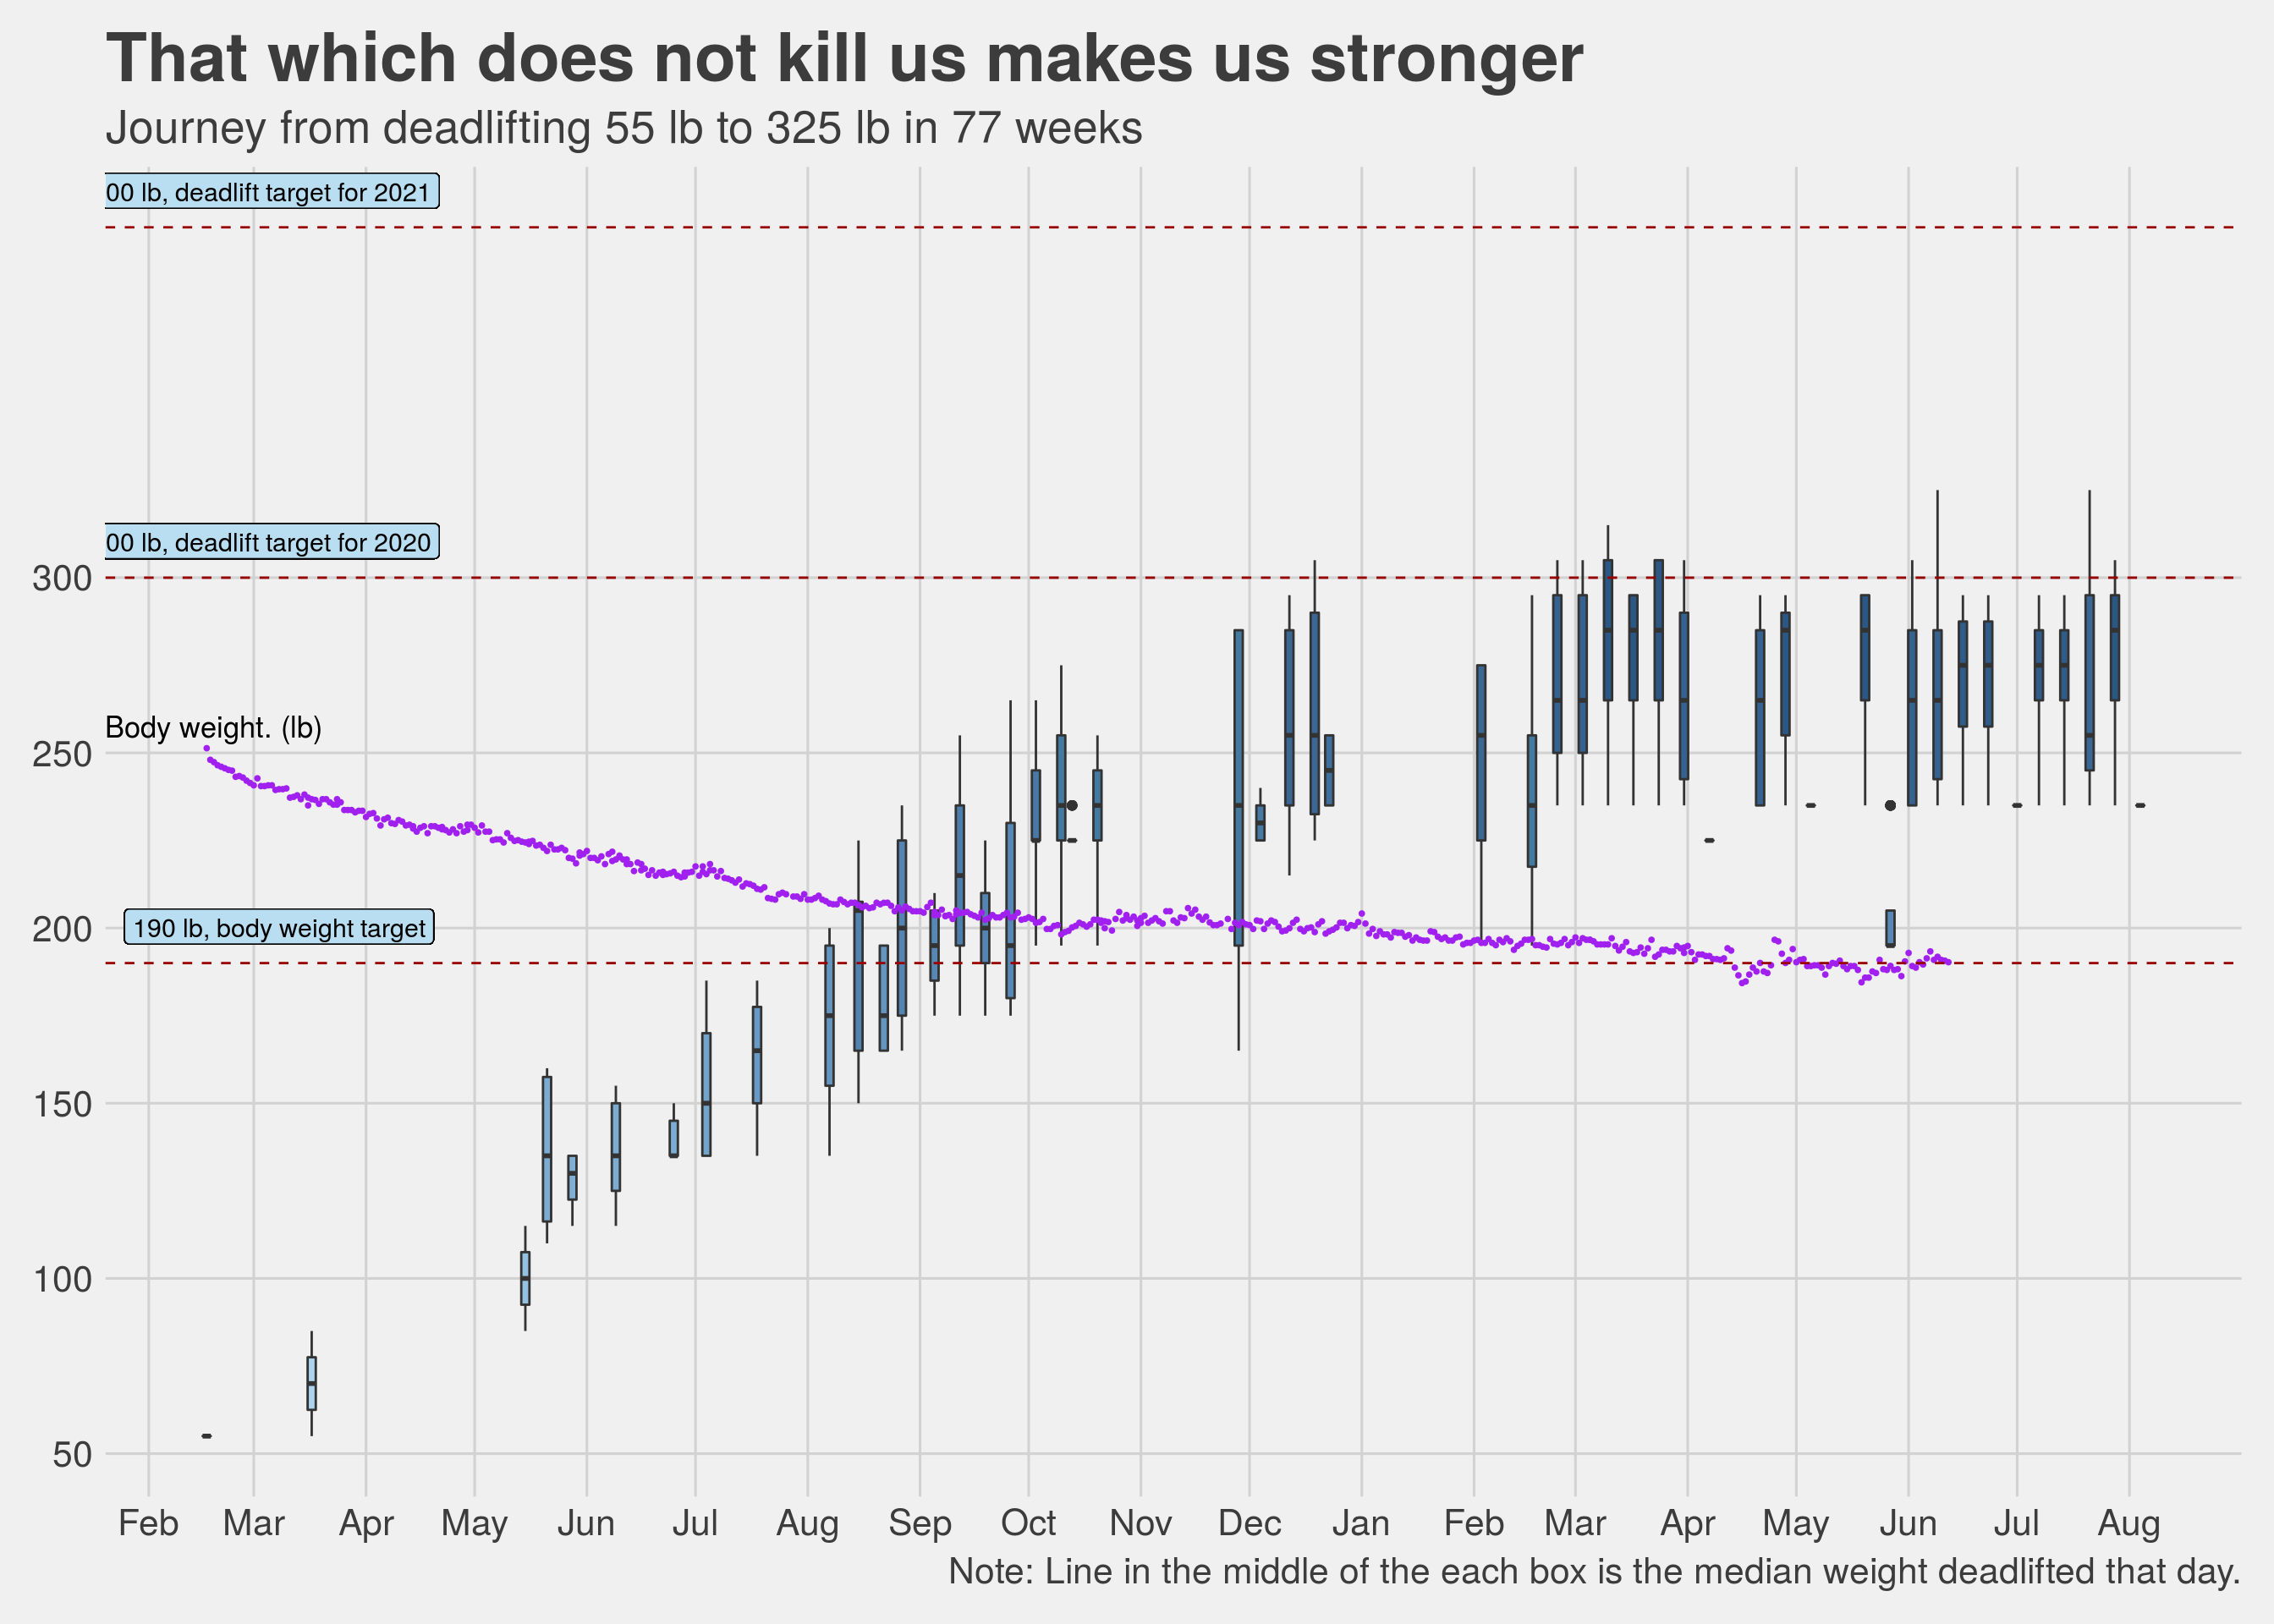 That which does not kill us makes us stronger
Journey from deadlifting 55 lb to 325 lb in 77 weeks
00 lb, deadlift target for 2021
00 lb, deadlift target for 2020
300
Body weight. (lb)
250
190 lb, body weight target
200
150
100
50
Feb Mar Apr May Jun Jul Aug Sep Oct Nov Dec Jan Feb Mar Apr May Jun Jul Aug
Note: Line in the middle of the each box is the median weight deadlifted that day.